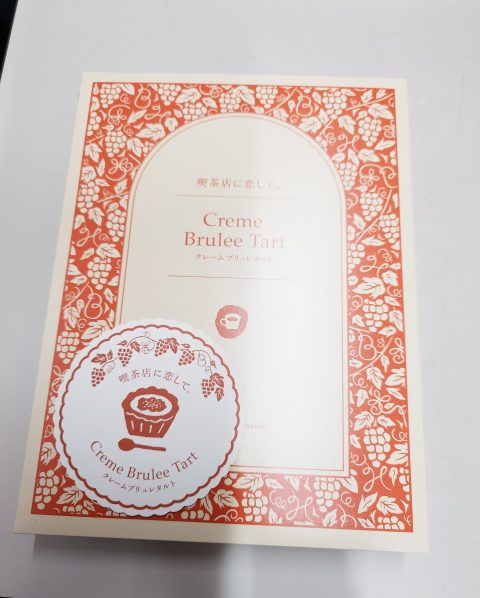 喫茶店に恋して。
Creme
Brulee Tart
クレームブリュレタルト
喫茶店に恋して。
Creme Brulee Tart
クレームブリュレタルト